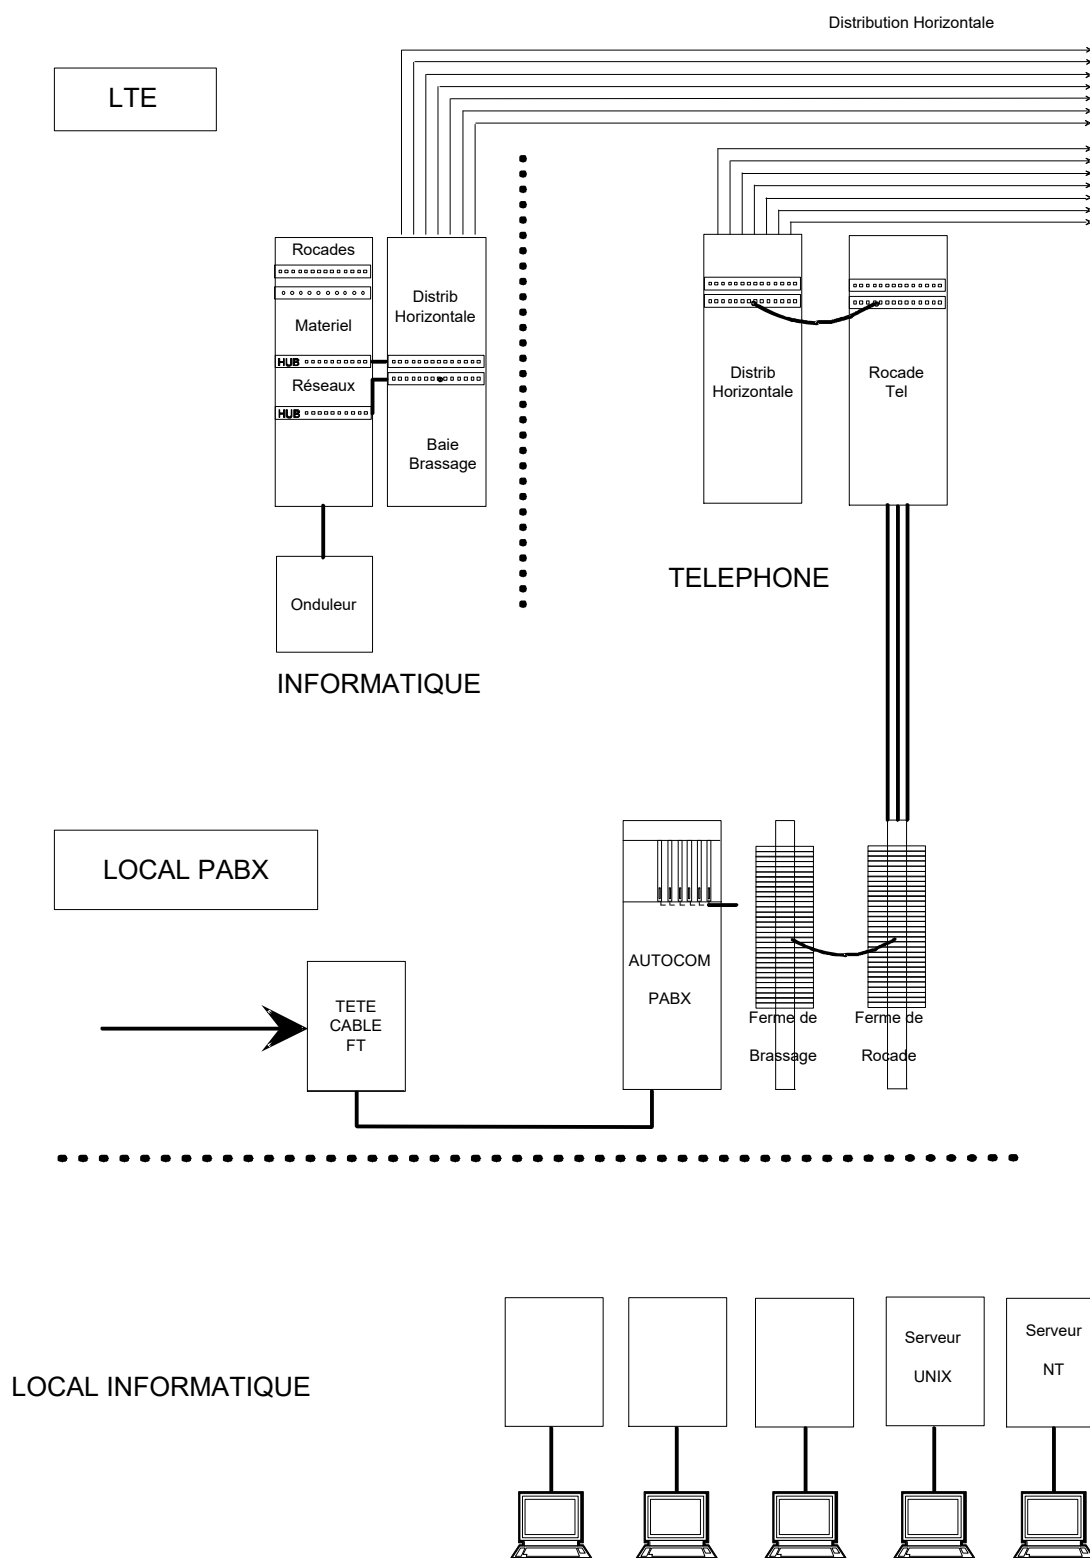 Distribution Horizontale
LTE
Rocades
Distrib
Horizontale
Materiel
HUB
Réseaux
HUB
Baie
Brassage
Distrib
Horizontale
Rocade
Tel
Onduleur
TELEPHONE
INFORMATIQUE
LOCAL PABX
AUTOCOM
PABX
TETE
CABLE
FT
Ferme de
Brassage
Ferme de
Rocade
Serveur
UNIX
Serveur
NT
LOCAL INFORMATIQUE